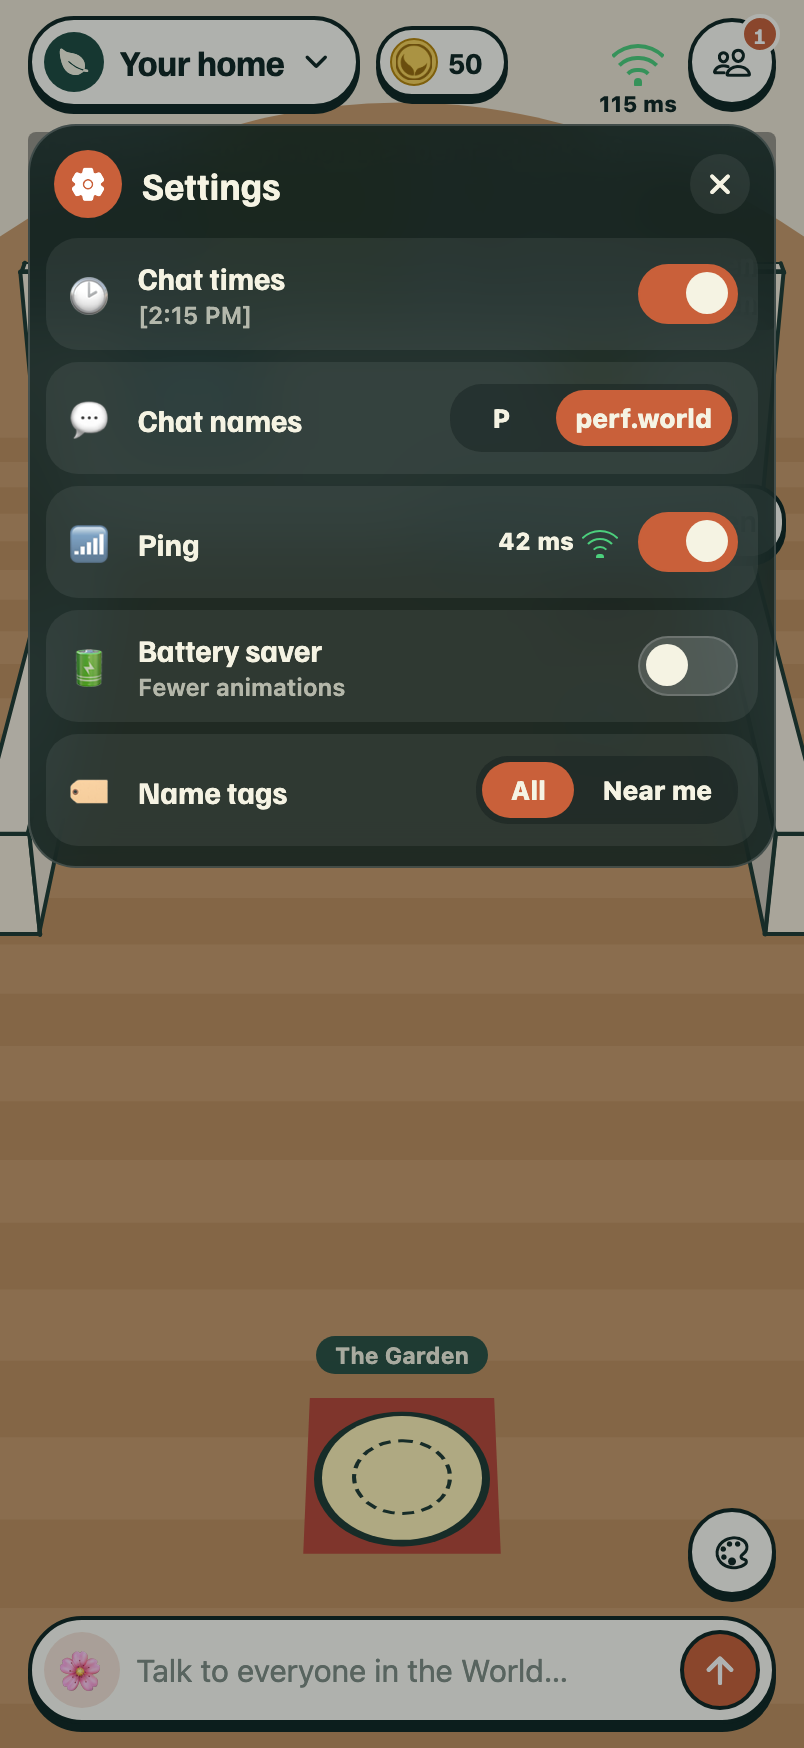 Your home
50
115 ms
1
Settings
Chat times
[2:15 PM]
Chat names
P
perf.world
Ping
42 ms
Battery saver
Fewer animations
Name tags
All
Near me
The Garden
Talk to everyone in the World...